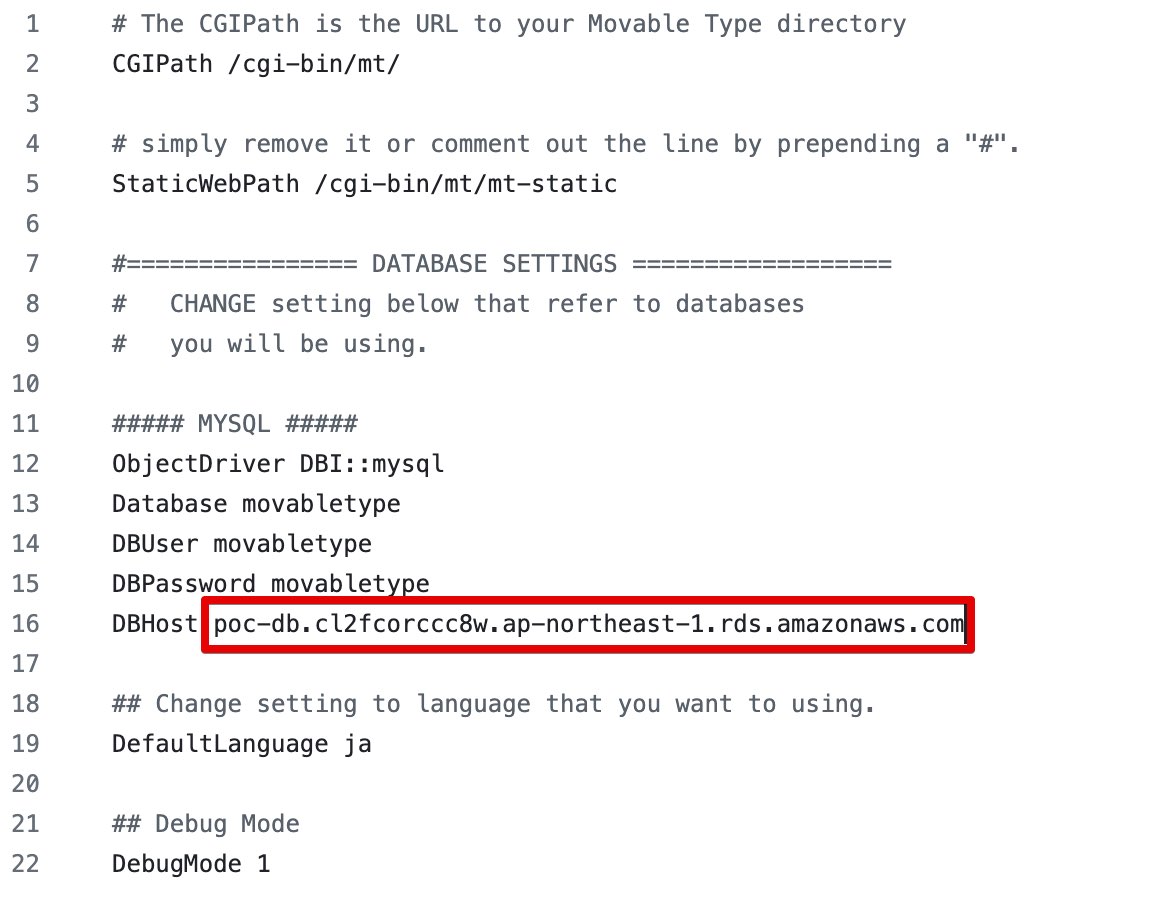 1 # The CGIPath is the URL to your Movable Type directory
2 CGIPath /cgi-bin/mt/
3
4 # simply remove it or comment out the line by prepending a "#".
5 StaticWebPath /cgi-bin/mt/mt-static
6
7 #================ DATABASE SETTINGS ==================
8 #   CHANGE setting below that refer to databases
9 #   you will be using.
10
11 ##### MYSQL #####
12 ObjectDriver DBI::mysql
13 Database movabletype
14 DBUser movabletype
15 DBPassword movabletype
16 DBHost poc-db.cl2fcorccc8w.ap-northeast-1.rds.amazonaws.com
17
18 ## Change setting to language that you want to using.
19 DefaultLanguage ja
20
21 ## Debug Mode
22 DebugMode 1